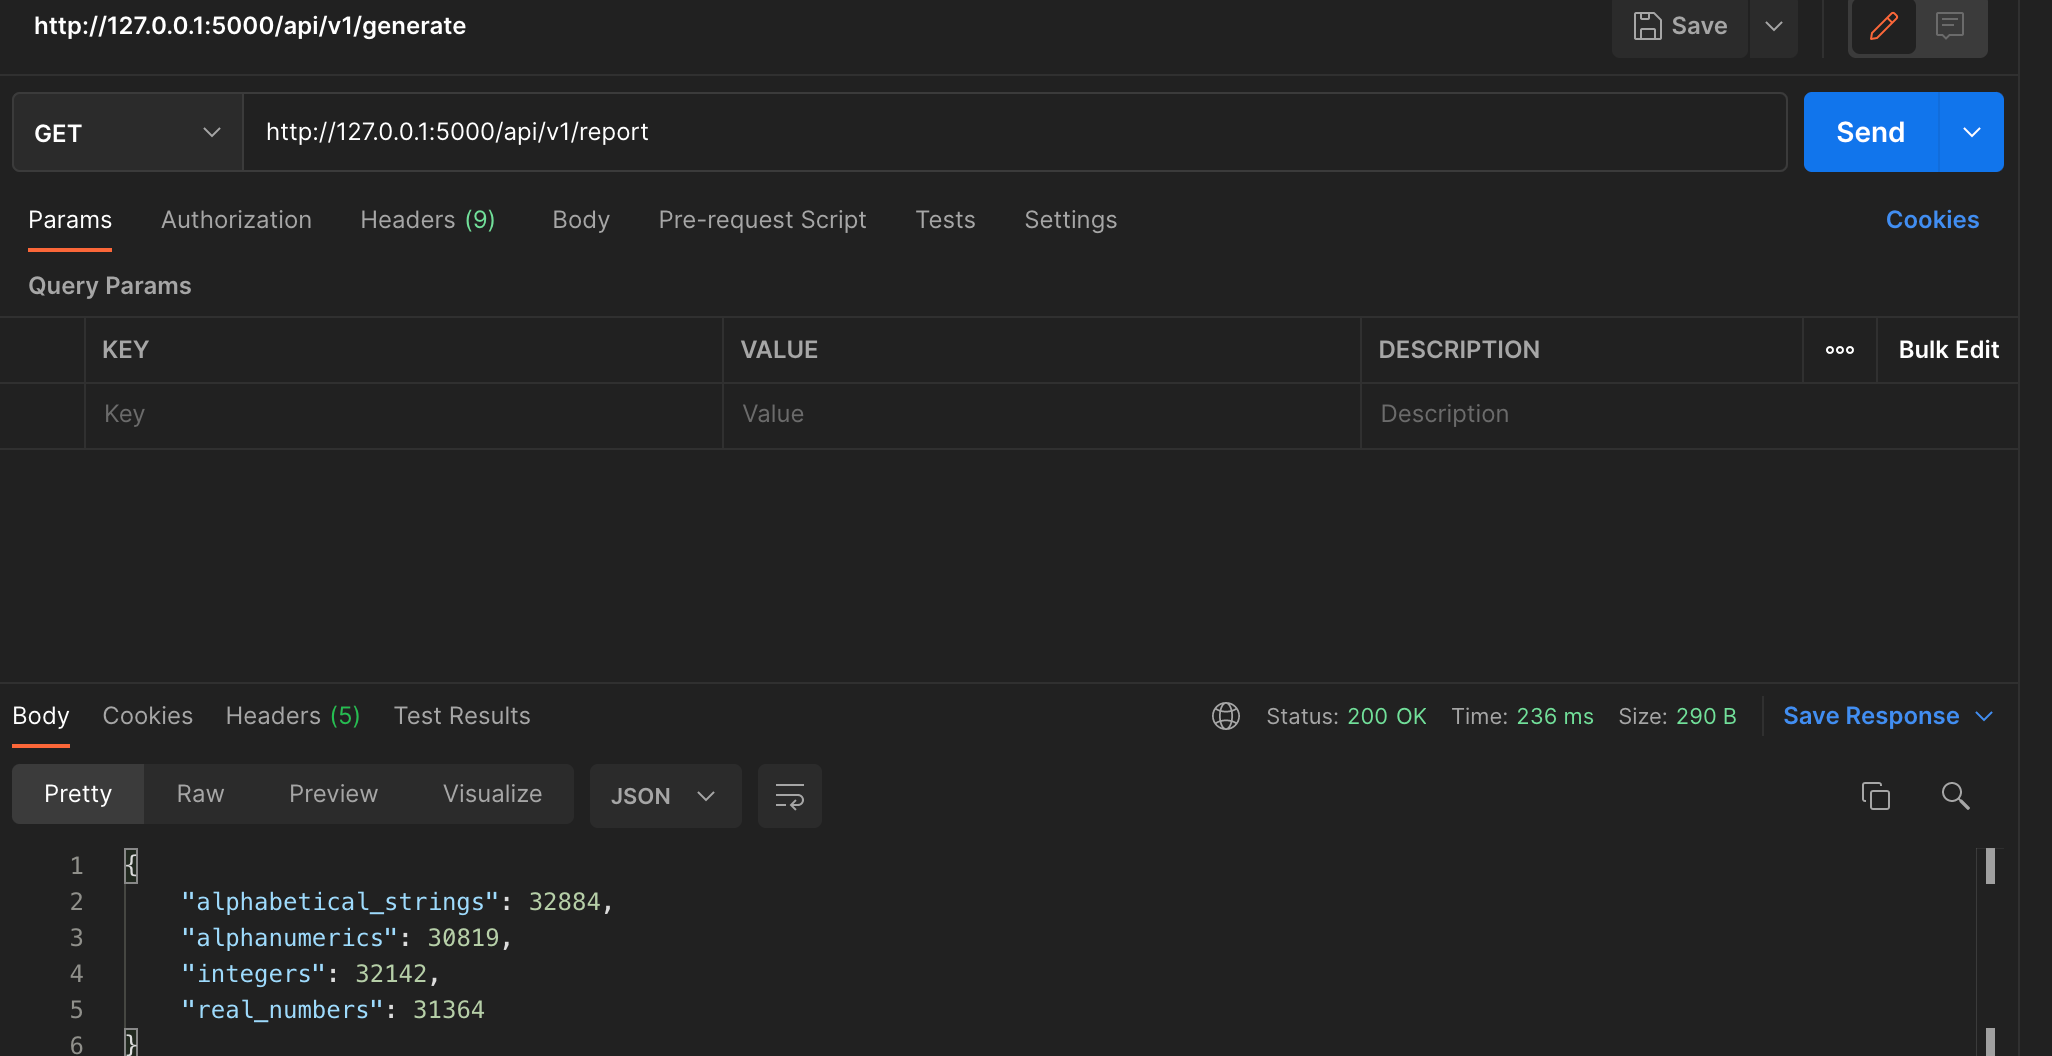 http://127.0.0.1:5000/api/v1/generate
Save
GET
http://127.0.0.1:5000/api/v1/report
Send
Params Authorization Headers (9) Body Pre-request Script Tests Settings Cookies
Query Params
KEY VALUE DESCRIPTION ooo Bulk Edit
Key Value Description
Body Cookies Headers (5) Test Results Status: 200 OK Time: 236 ms Size: 290 B Save Response
Pretty Raw Preview Visualize JSON
1 {
2 "alphabetical_strings": 32884,
3 "alphanumerics": 30819,
4 "integers": 32142,
5 "real_numbers": 31364
6 }